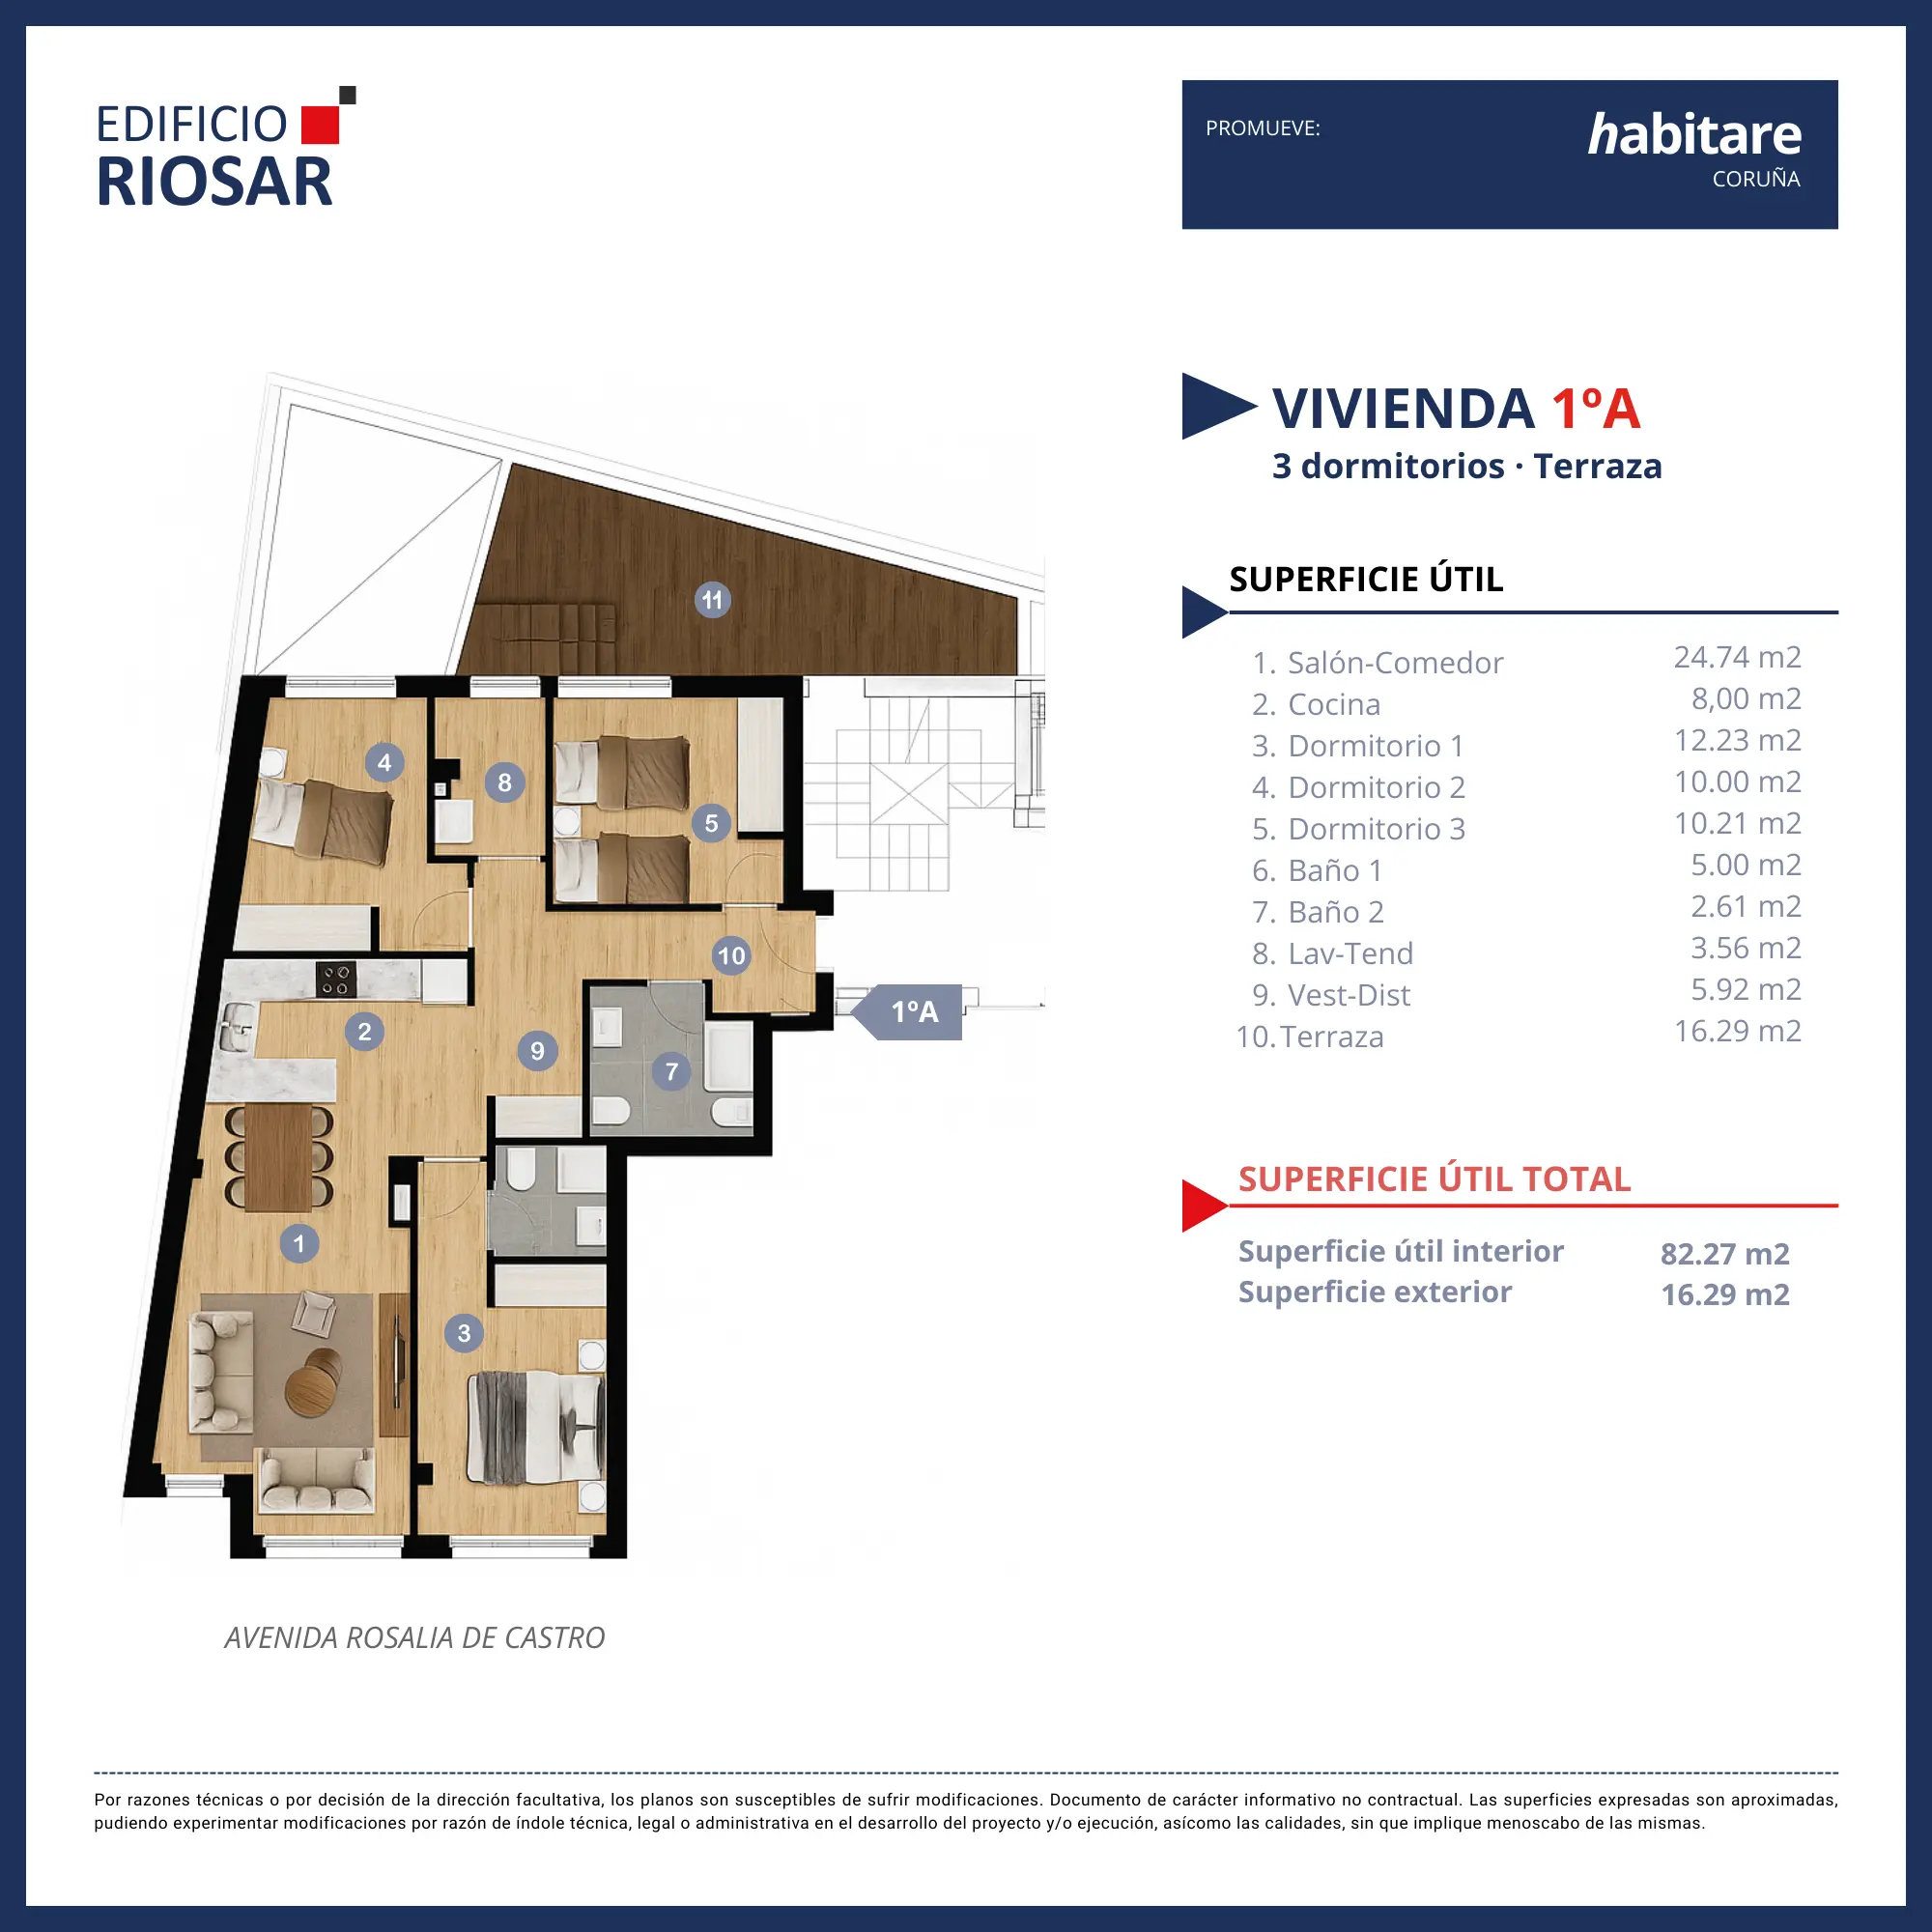 EDIFICIO
RIOSAR
PROMUEVE:
habitare
CORUÑA
VIVIENDA 1ºA
3 dormitorios · Terraza
SUPERFICIE ÚTIL
1. Salón-Comedor 24.74 m2
2. Cocina 8,00 m2
3. Dormitorio 1 12.23 m2
4. Dormitorio 2 10.00 m2
5. Dormitorio 3 10.21 m2
6. Baño 1 5.00 m2
7. Baño 2 2.61 m2
8. Lav-Tend 3.56 m2
9. Vest-Dist 5.92 m2
10. Terraza 16.29 m2
SUPERFICIE ÚTIL TOTAL
Superficie útil interior 82.27 m2
Superficie exterior 16.29 m2
11
4
8
5
10
1ºA
2
9
7
1
3
AVENIDA ROSALIA DE CASTRO
Por razones técnicas o por decisión de la dirección facultativa, los planos son susceptibles de sufrir modificaciones. Documento de carácter informativo no contractual. Las superficies expresadas son aproximadas,
pudiendo experimentar modificaciones por razón de índole técnica, legal o administrativa en el desarrollo del proyecto y/o ejecución, asícomo las calidades, sin que implique menoscabo de las mismas.